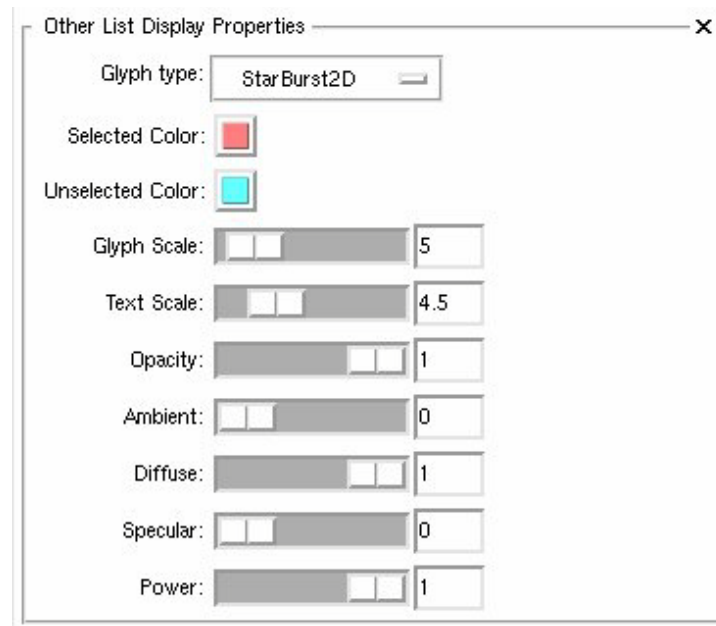 Other List Display Properties
Glyph type: StarBurst2D
Selected Color:
Unselected Color:
Glyph Scale: 5
Text Scale: 4.5
Opacity: 1
Ambient: 0
Diffuse: 1
Specular: 0
Power: 1